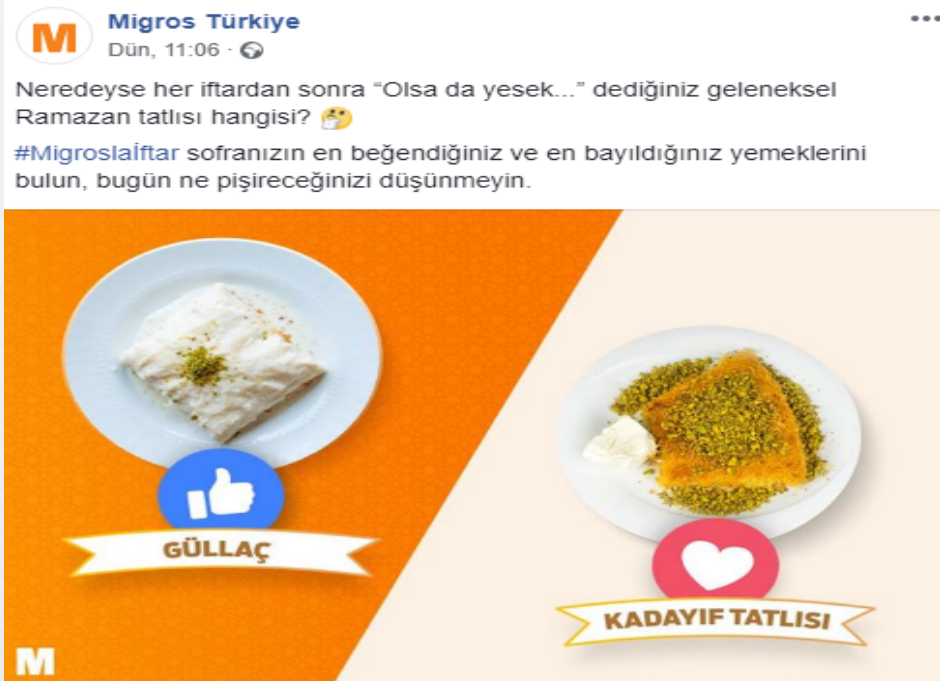 M
Migros Türkiye
Dün, 11:06 ·
Neredeyse her iftardan sonra “Olsa da yesek...” dediğiniz geleneksel
Ramazan tatlısı hangisi? 🤔
#Migroslaİftar sofranızın en beğendiğiniz ve en bayıldığınız yemeklerini
bulun, bugün ne pişireceğinizi düşünmeyin.
GÜLLAÇ
KADAYIF TATLISI
M